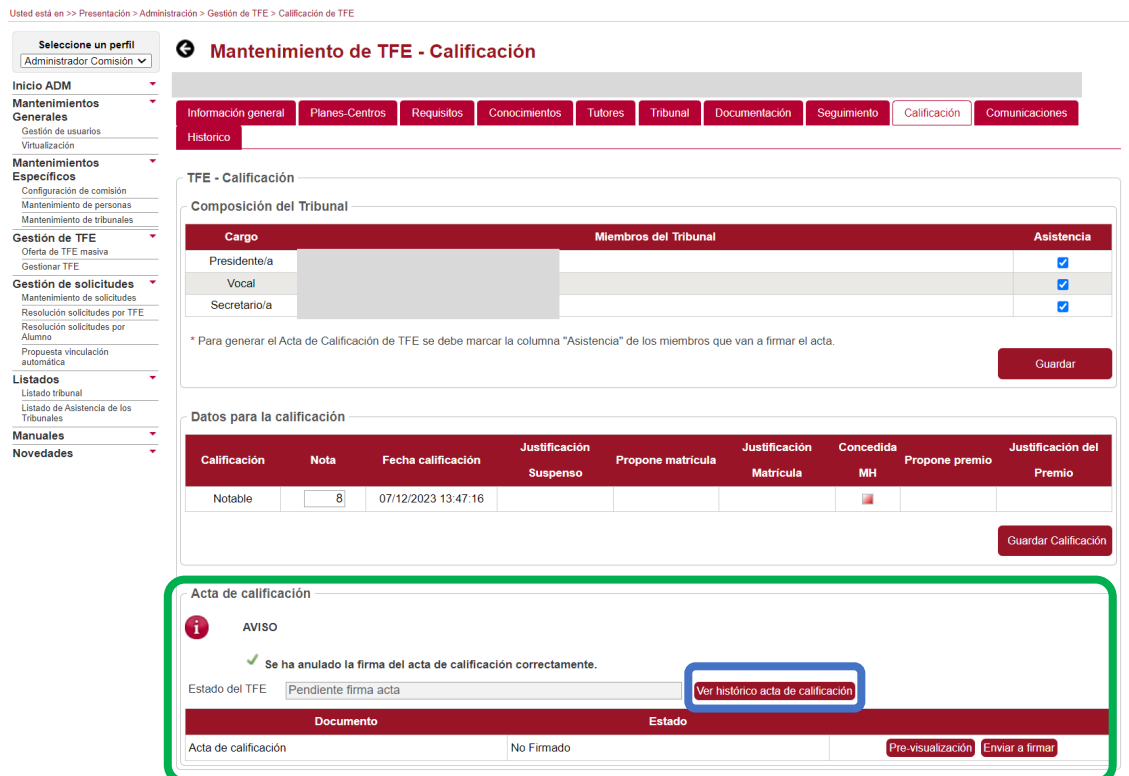 Usted está en >> Presentación > Administración > Gestión de TFE > Calificación de TFE
Seleccione un perfil
Administrador Comisión
Inicio ADM
Mantenimientos
Generales
Gestión de usuarios
Virtualización
Mantenimientos
Específicos
Configuración de comisión
Mantenimiento de personas
Mantenimiento de tribunales
Gestión de TFE
Oferta de TFE masiva
Gestionar TFE
Gestión de solicitudes
Mantenimiento de solicitudes
Resolución solicitudes por TFE
Resolución solicitudes por
Alumno
Propuesta vinculación
automática
Listados
Listado tribunal
Listado de Asistencia de los
Tribunales
Manuales
Novedades
Mantenimiento de TFE - Calificación
Información general Planes-Centros Requisitos Conocimientos Tutores Tribunal Documentación Seguimiento Calificación Comunicaciones
Historico
TFE - Calificación
Composición del Tribunal
Cargo Miembros del Tribunal Asistencia
Presidente/a
Vocal
Secretario/a
* Para generar el Acta de Calificación de TFE se debe marcar la columna "Asistencia" de los miembros que van a firmar el acta.
Guardar
Datos para la calificación
Calificación Nota Fecha calificación Justificación Suspenso Propone matrícula Justificación Matrícula Concedida MH Propone premio Justificación del Premio
Notable 8 07/12/2023 13:47:16
Guardar Calificación
Acta de calificación
i AVISO
Se ha anulado la firma del acta de calificación correctamente.
Estado del TFE Pendiente firma acta Ver histórico acta de calificación
Documento Estado
Acta de calificación No Firmado Pre-visualización Enviar a firmar